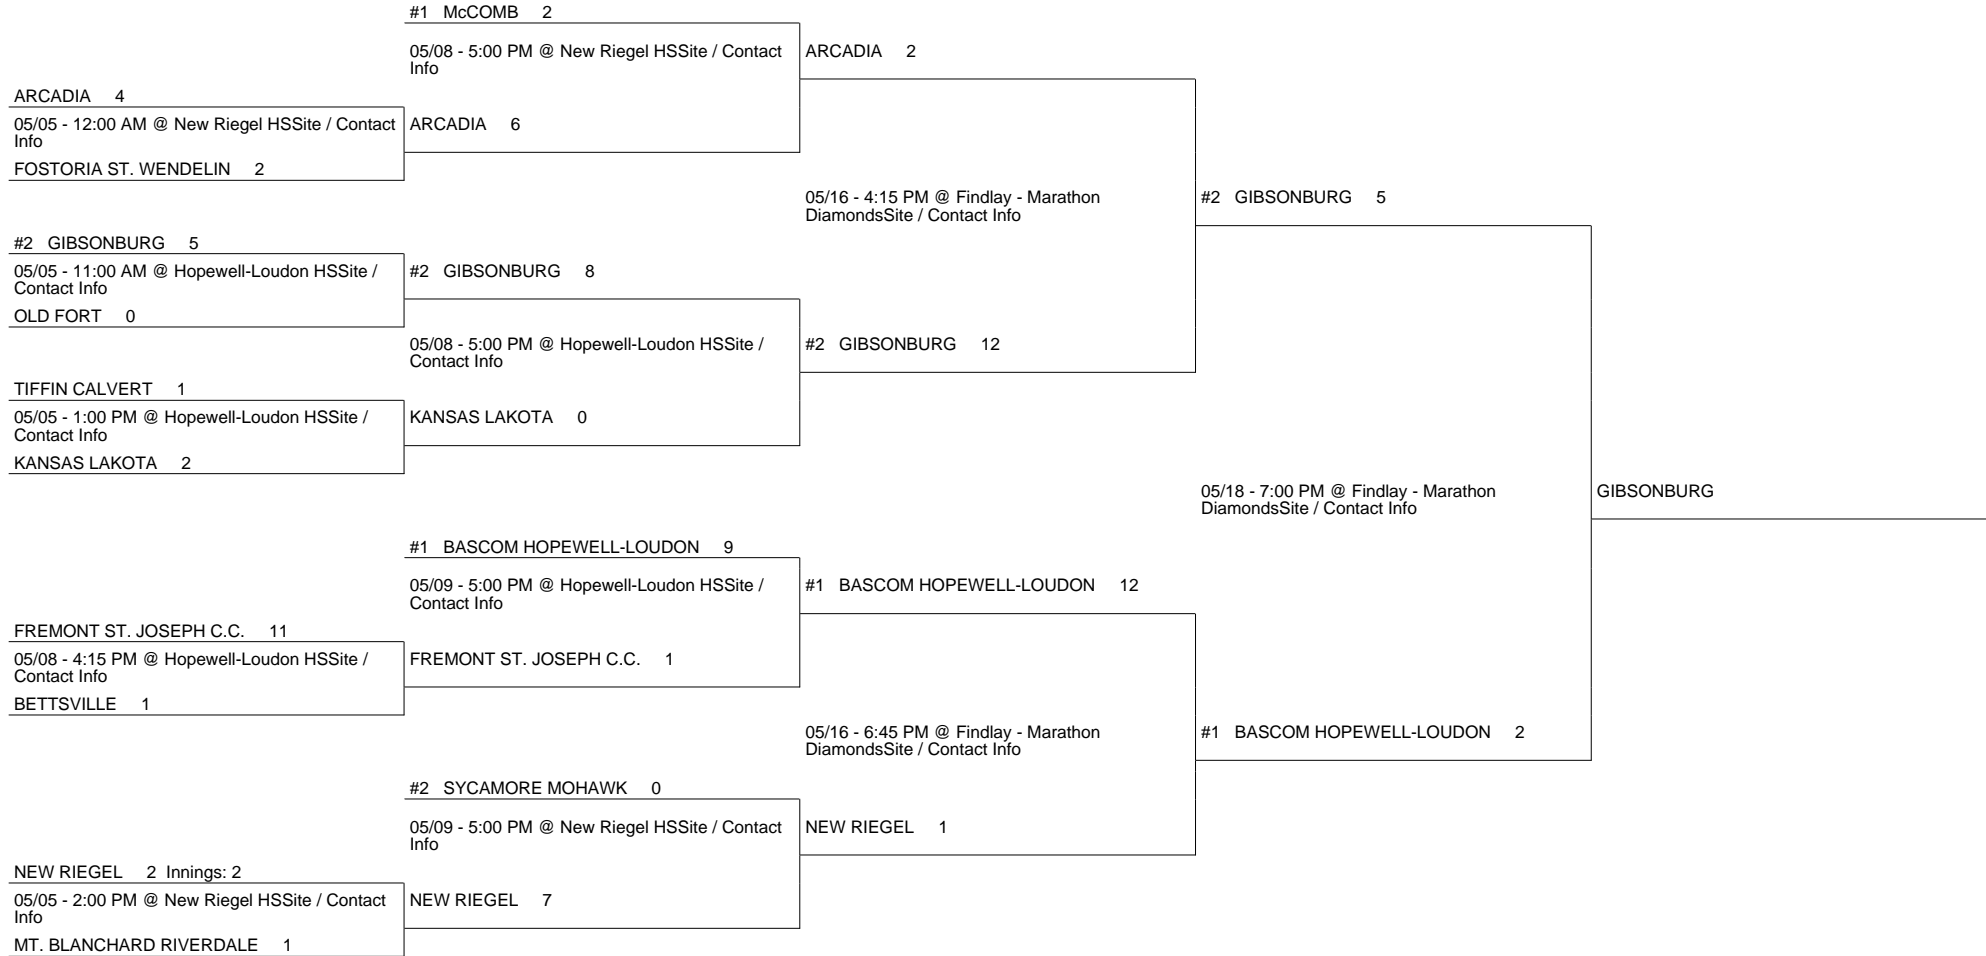 #1 McCOMB 2
05/08 - 5:00 PM @ New Riegel HSSite / Contact
Info
ARCADIA 2
ARCADIA 4
05/05 - 12:00 AM @ New Riegel HSSite / Contact
Info
ARCADIA 6
FOSTORIA ST. WENDELIN 2
05/16 - 4:15 PM @ Findlay - Marathon
DiamondsSite / Contact Info
#2 GIBSONBURG 5
#2 GIBSONBURG 5
05/05 - 11:00 AM @ Hopewell-Loudon HSSite /
Contact Info
#2 GIBSONBURG 8
OLD FORT 0
05/08 - 5:00 PM @ Hopewell-Loudon HSSite /
Contact Info
#2 GIBSONBURG 12
TIFFIN CALVERT 1
05/05 - 1:00 PM @ Hopewell-Loudon HSSite /
Contact Info
KANSAS LAKOTA 0
KANSAS LAKOTA 2
05/18 - 7:00 PM @ Findlay - Marathon
DiamondsSite / Contact Info
GIBSONBURG
#1 BASCOM HOPEWELL-LOUDON 9
05/09 - 5:00 PM @ Hopewell-Loudon HSSite /
Contact Info
#1 BASCOM HOPEWELL-LOUDON 12
FREMONT ST. JOSEPH C.C. 11
05/08 - 4:15 PM @ Hopewell-Loudon HSSite /
Contact Info
FREMONT ST. JOSEPH C.C. 1
BETTSVILLE 1
05/16 - 6:45 PM @ Findlay - Marathon
DiamondsSite / Contact Info
#1 BASCOM HOPEWELL-LOUDON 2
#2 SYCAMORE MOHAWK 0
05/09 - 5:00 PM @ New Riegel HSSite / Contact
Info
NEW RIEGEL 1
NEW RIEGEL 2 Innings: 2
05/05 - 2:00 PM @ New Riegel HSSite / Contact
Info
NEW RIEGEL 7
MT. BLANCHARD RIVERDALE 1